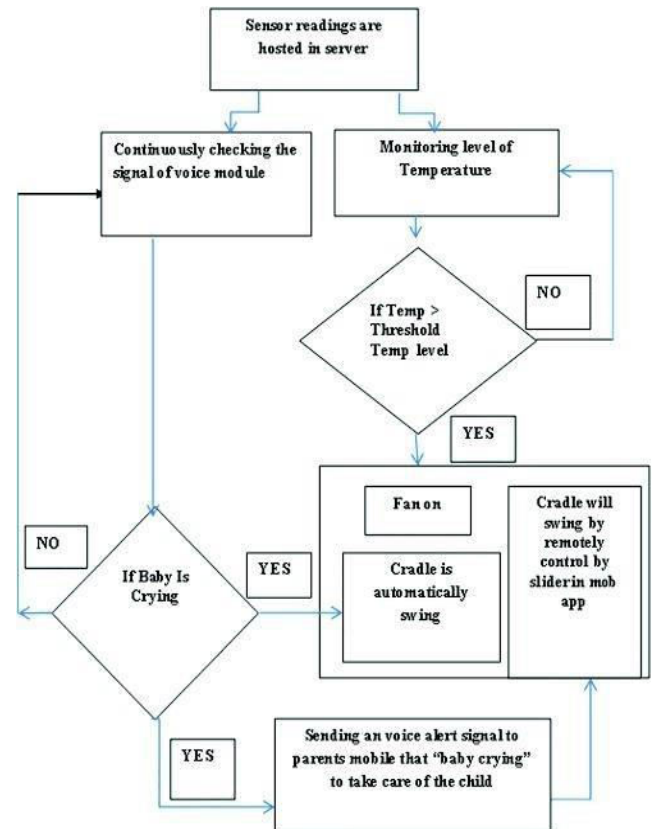 Sensor readings are
hosted in server
Continuously checking the
signal of voice module
Monitoring level of
Temperature
If Temp >
Threshold
Temp level
NO
YES
Fan on
Cradle will
swing by
remotely
control by
sliderin mob
app
Cradle is
automatically
swing
NO
If Baby Is
Crying
YES
YES
Sending an voice alert signal to
parents mobile that “baby crying”
to take care of the child